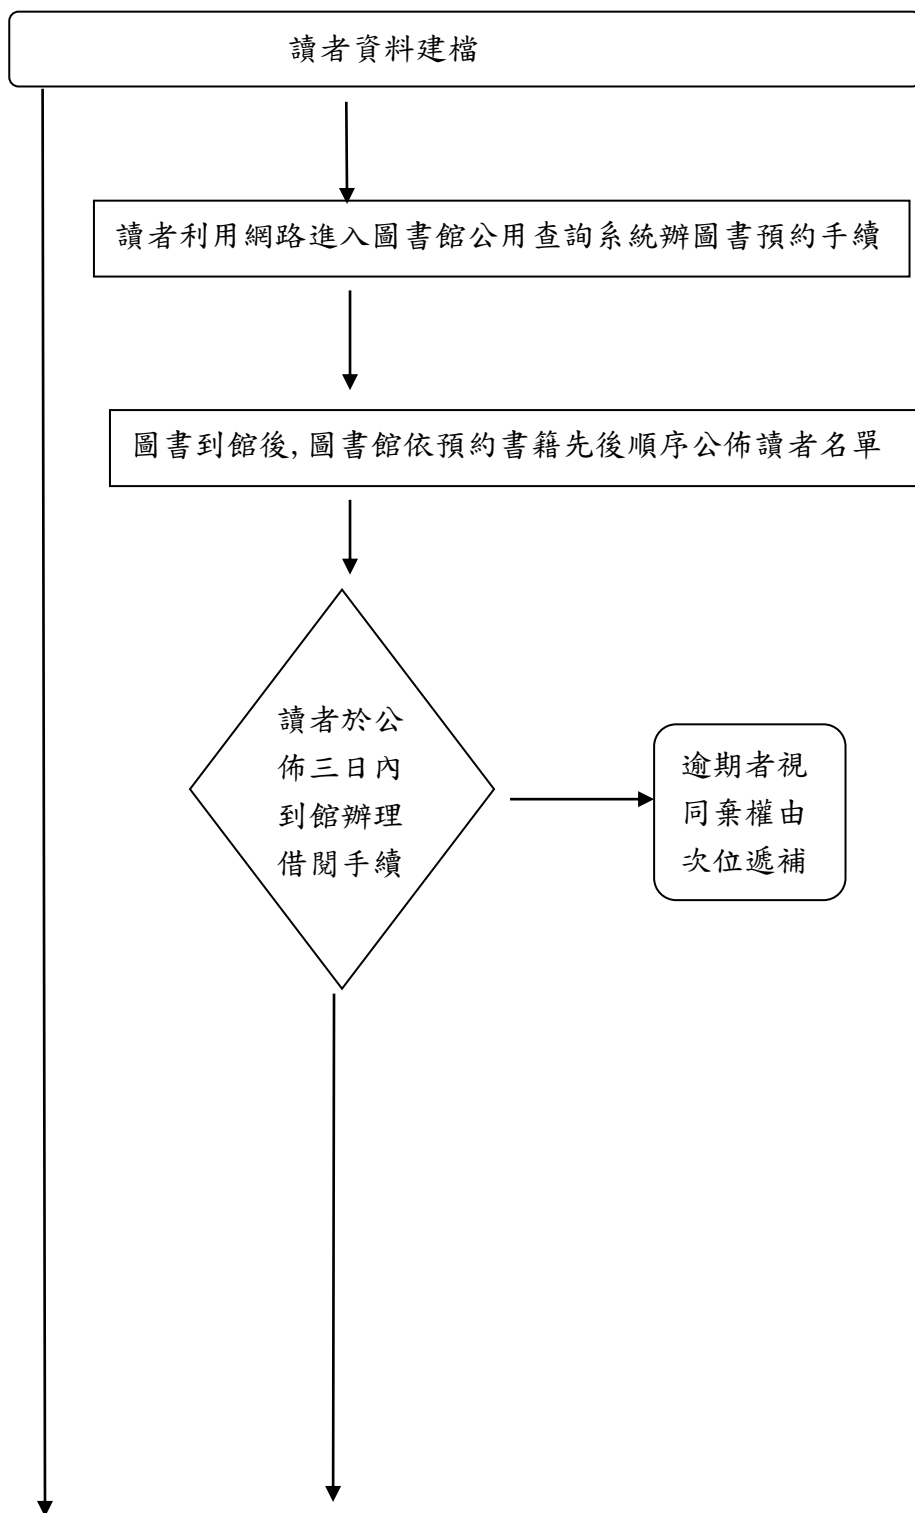 讀者資料建檔
讀者利用網路進入圖書館公用查詢系統辦圖書預約手續
圖書到館後,圖書館依預約書籍先後順序公佈讀者名單
讀者於公
佈三日內
到館辦理
借閱手續
逾期者視
同棄權由
次位遞補